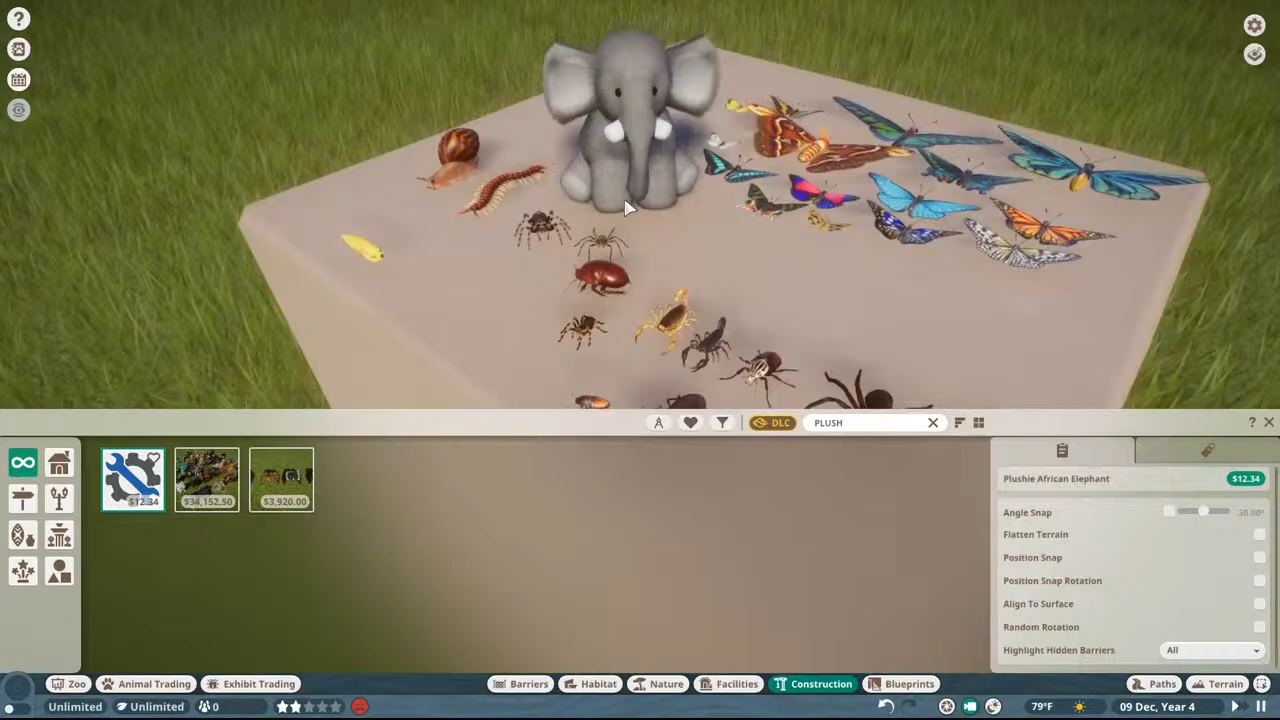 ?
DLC PLUSH ?
$12.34 $34,152.50 $3,920.00
Plushie African Elephant $12.34
Angle Snap 30.00°
Flatten Terrain
Position Snap
Position Snap Rotation
Align To Surface
Random Rotation
Highlight Hidden Barriers All
Zoo Animal Trading Exhibit Trading Barriers Habitat Nature Facilities Construction Blueprints Paths Terrain
Unlimited Unlimited 0 79°F 09 Dec, Year 4